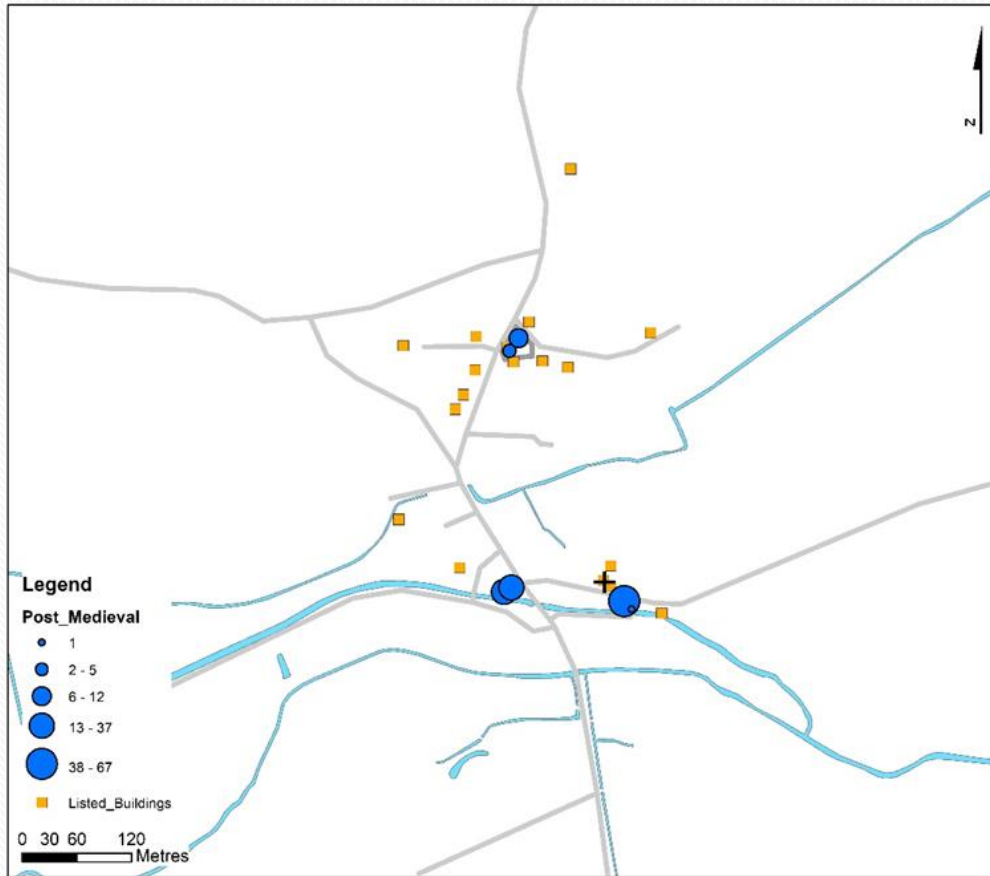 N
Legend
Post_Medieval
1
2 - 5
6 - 12
13 - 37
38 - 67
Listed_Buildings
0 30 60 120
Metres